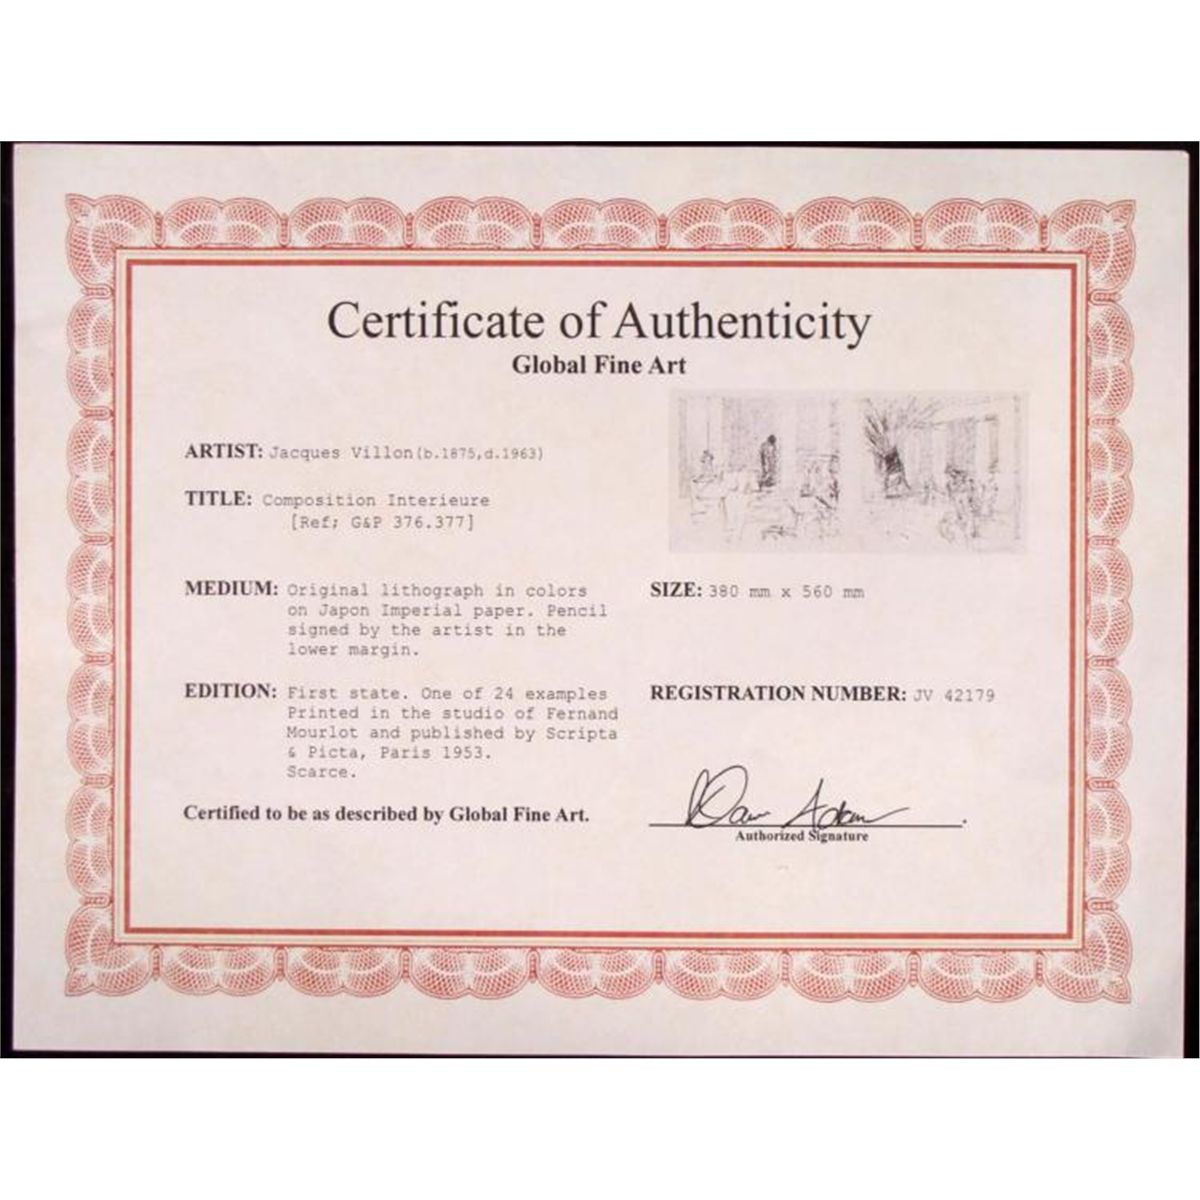 Certificate of Authenticity
Global Fine Art
ARTIST: Jacques Villon(b.1875,d.1963)
TITLE: Composition Interieure
[Ref; G&P 376.377]
MEDIUM: Original lithograph in colors
on Japon Imperial paper. Pencil
signed by the artist in the
lower margin.
SIZE: 380 mm x 560 mm
EDITION: First state. One of 24 examples
Printed in the studio of Fernand
Mourlot and published by Scripta
& Picta, Paris 1953.
Scarce.
REGISTRATION NUMBER: JV 42179
Certified to be as described by Global Fine Art.
Authorized Signature